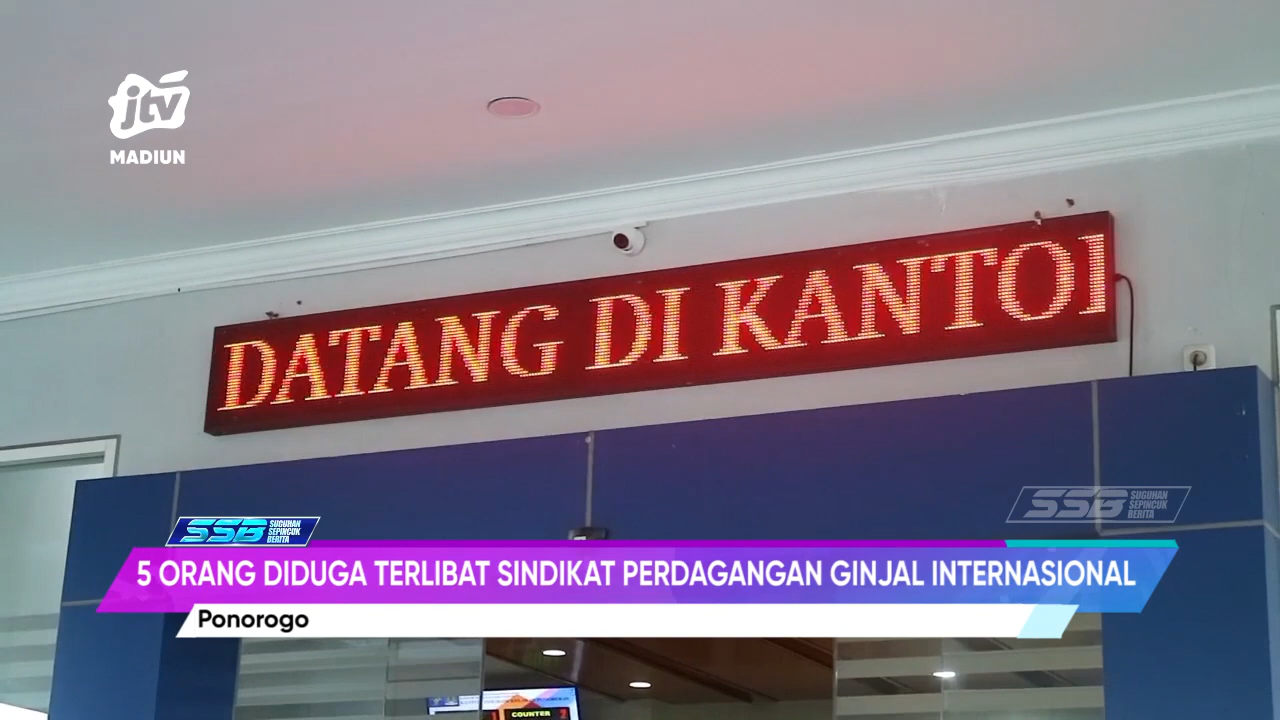 jtv
MADIUN
DATANG DI KANTOR
SSB SUGUHAN
SEPINCUK
BERITA
SSB SUGUHAN
SEPINCUK
BERITA
5 ORANG DIDUGA TERLIBAT SINDIKAT PERDAGANGAN GINJAL INTERNASIONAL
Ponorogo
COUNTER